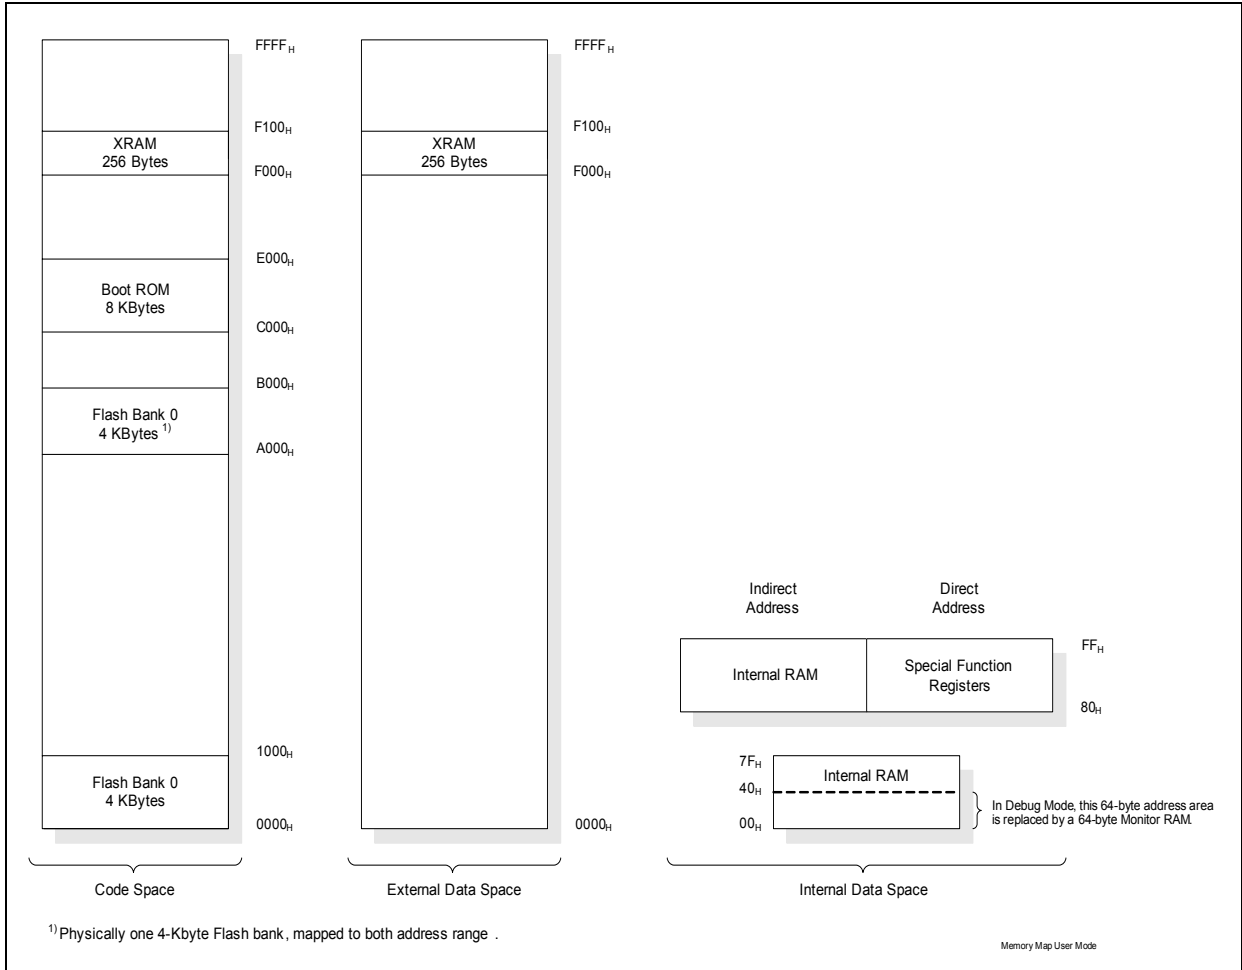 FFFFH
F100H
XRAM
256 Bytes
F000H
E000H
Boot ROM
8 KBytes
C000H
B000H
Flash Bank 0
4 KBytes 1)
A000H
1000H
Flash Bank 0
4 KBytes
0000H
Code Space
FFFFH
F100H
XRAM
256 Bytes
F000H
0000H
External Data Space
Indirect
Address
Direct
Address
Internal RAM
Special Function
Registers
FFH
80H
7FH
Internal RAM
40H
00H
In Debug Mode, this 64-byte address area
is replaced by a 64-byte Monitor RAM.
Internal Data Space
1) Physically one 4-Kbyte Flash bank, mapped to both address range .
Memory Map User Mode